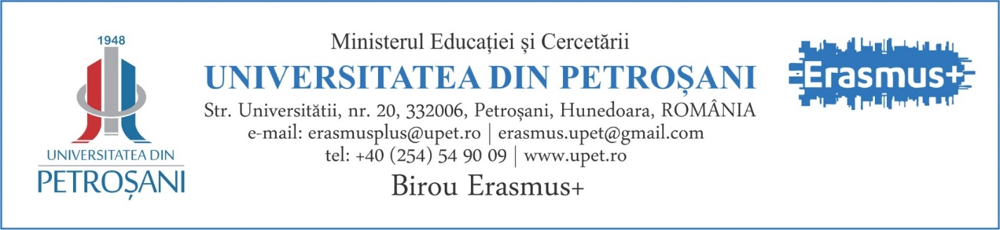 1948
UNIVERSITATEA DIN
PETROȘANI
Ministerul Educației și Cercetării
UNIVERSITATEA DIN PETROȘANI
Str. Universitătii, nr. 20, 332006, Petroșani, Hunedoara, ROMÂNIA
e-mail: erasmusplus@upet.ro | erasmus.upet@gmail.com
tel: +40 (254) 54 90 09 | www.upet.ro
Birou Erasmus+
Erasmus+